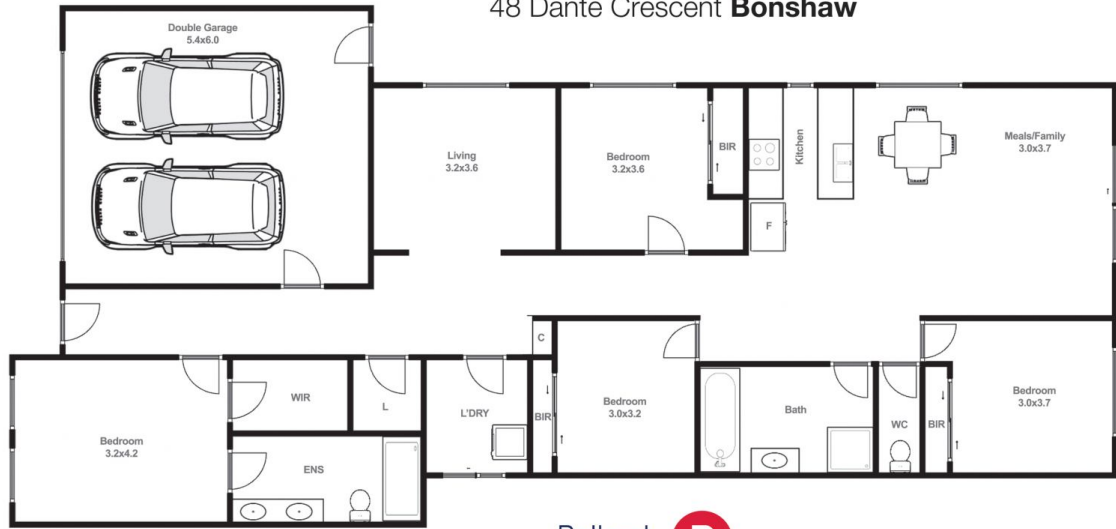 48 Dante Crescent Bonshaw
Double Garage
5.4x6.0
Living
3.2x3.6
Bedroom
3.2x3.6
BIR
Kitchen
F
Meals/Family
3.0x3.7
Bedroom
3.2x4.2
WIR
L
ENS
L'DRY
C
BIR
Bedroom
3.0x3.2
Bath
WC
BIR
Bedroom
3.0x3.7